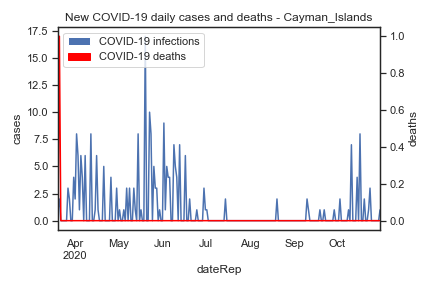 New COVID-19 daily cases and deaths - Cayman_Islands
COVID-19 infections
COVID-19 deaths
17.5
15.0
12.5
10.0
7.5
5.0
2.5
0.0
cases
1.0
0.8
0.6
0.4
0.2
0.0
deaths
Apr May Jun Jul Aug Sep Oct
2020
dateRep